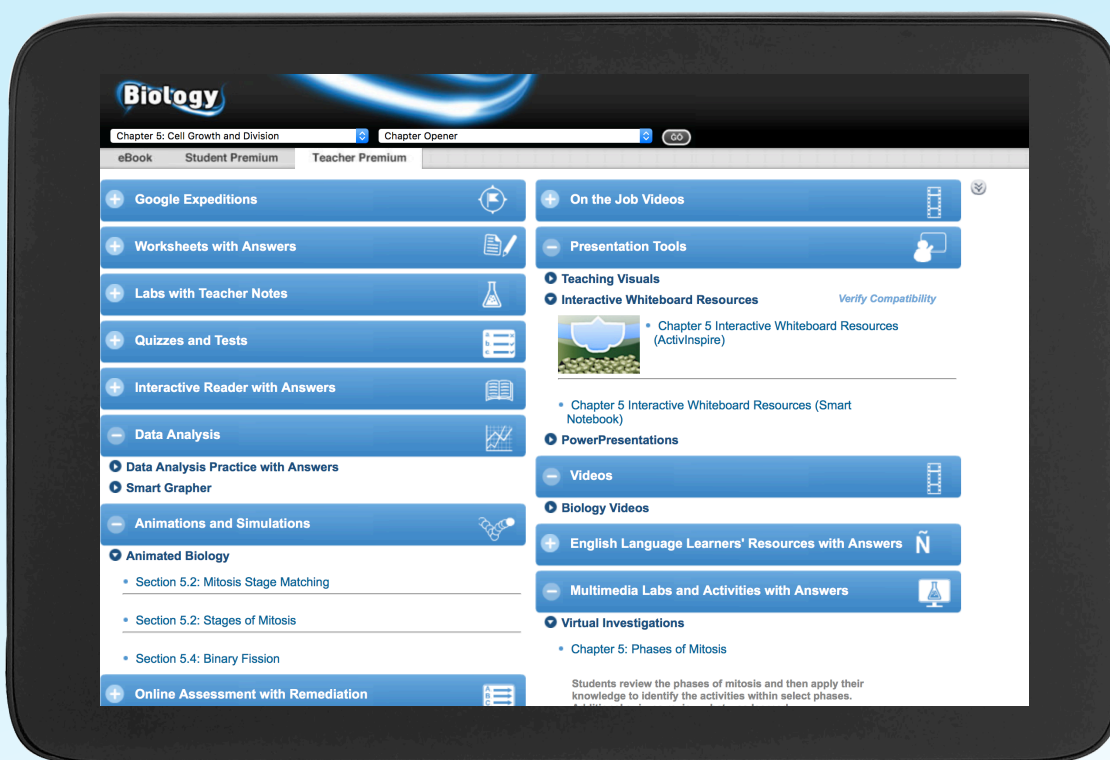 Biology
Chapter 5: Cell Growth and Division
Chapter Opener
GO
eBook
Student Premium
Teacher Premium
Google Expeditions
Worksheets with Answers
Labs with Teacher Notes
Quizzes and Tests
a
b
c
Interactive Reader with Answers
Data Analysis
Data Analysis Practice with Answers
Smart Grapher
Animations and Simulations
Animated Biology
Section 5.2: Mitosis Stage Matching
Section 5.2: Stages of Mitosis
Section 5.4: Binary Fission
Online Assessment with Remediation
A
B
C
On the Job Videos
Presentation Tools
Teaching Visuals
Interactive Whiteboard Resources
Verify Compatibility
Chapter 5 Interactive Whiteboard Resources
(ActivInspire)
Chapter 5 Interactive Whiteboard Resources (Smart
Notebook)
PowerPresentations
Videos
Biology Videos
English Language Learners' Resources with Answers
Ñ
Multimedia Labs and Activities with Answers
Virtual Investigations
Chapter 5: Phases of Mitosis
Students review the phases of mitosis and then apply their
knowledge to identify the activities within select phases.